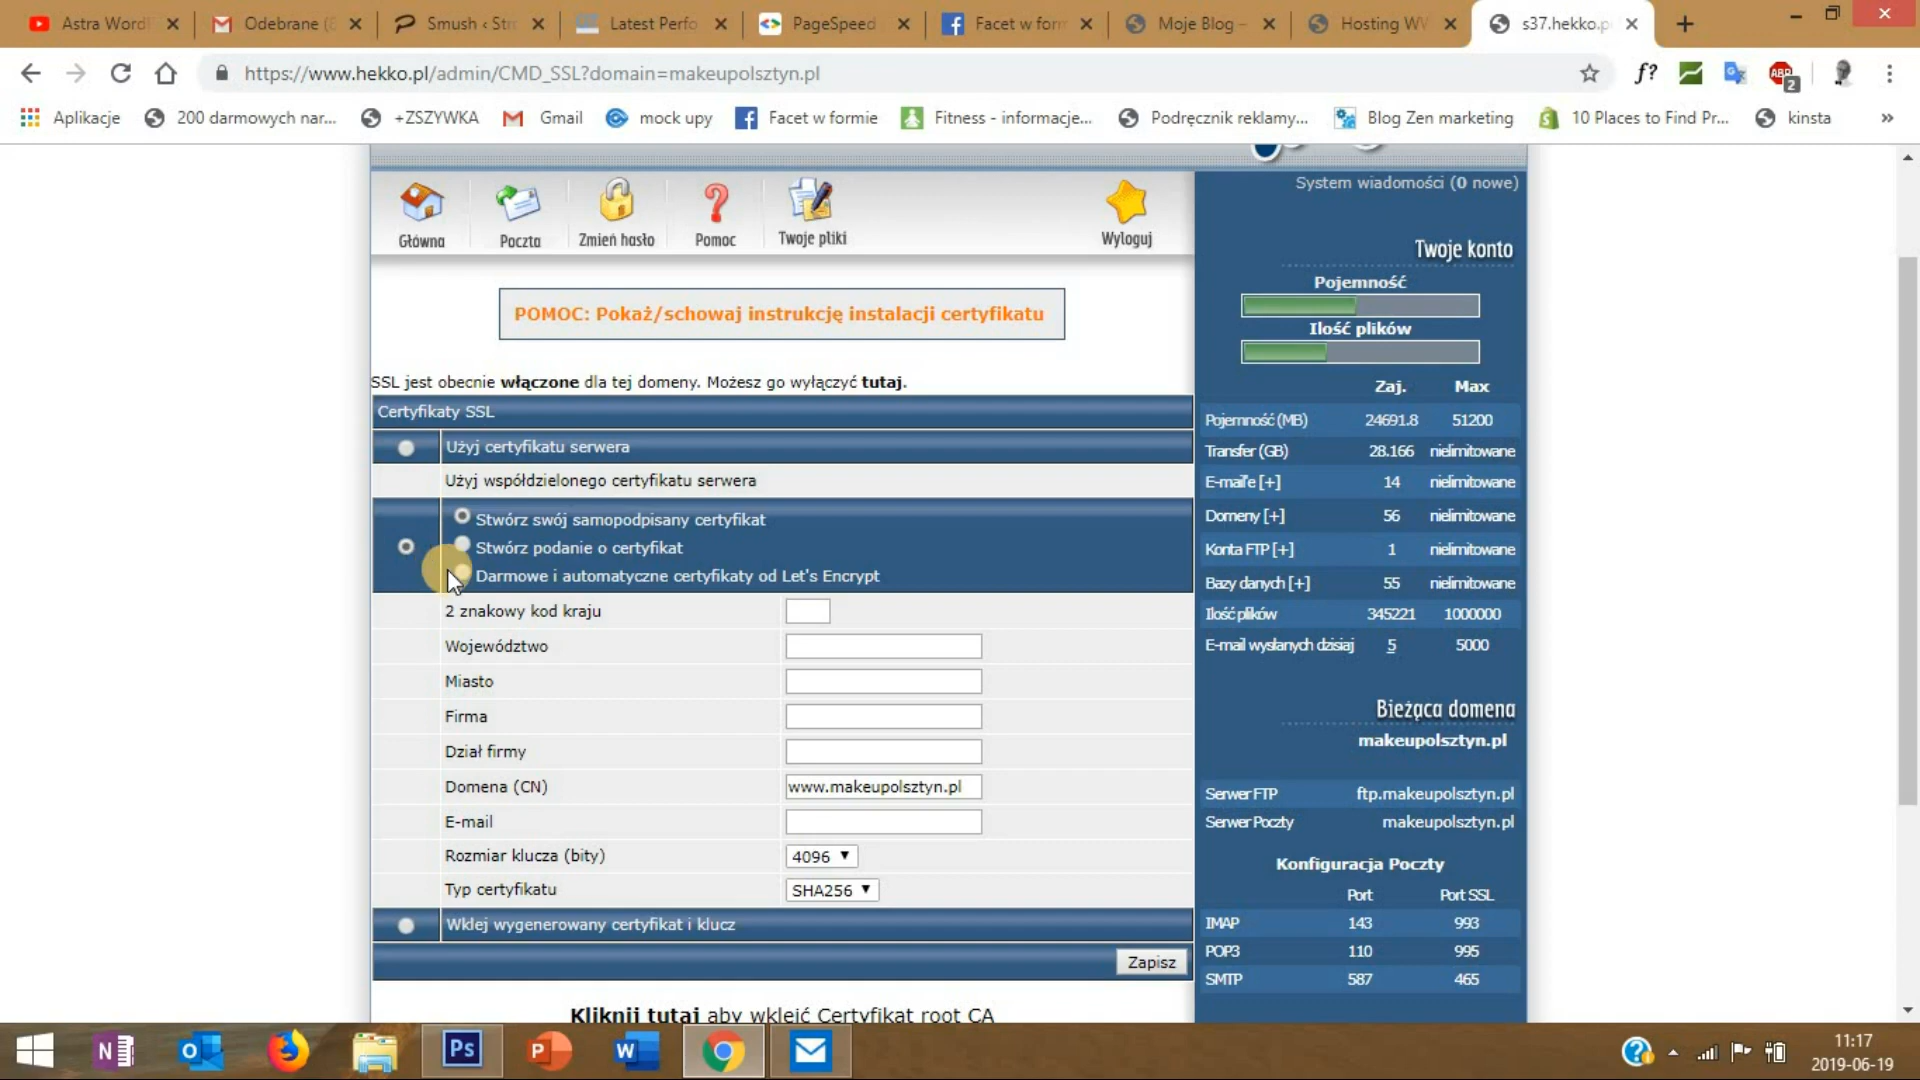 Astra Word
Odebrane (
Smush ‹ Str
Latest Perfo
PageSpeed
Facet w form
Moje Blog –
Hosting W
s37.hekko.p
https://www.hekko.pl/admin/CMD_SSL?domain=makeupolsztyn.pl
f?
ABP
2
Aplikacje
200 darmowych nar...
+ZSZYWKA
Gmail
mock upy
Facet w formie
Fitness - informacje...
Podręcznik reklamy...
Blog Zen marketing
10 Places to Find Pr...
kinsta
»
Główna
Poczta
Zmień hasło
Pomoc
Twoje pliki
Wyloguj
POMOC: Pokaż/schowaj instrukcję instalacji certyfikatu
SSL jest obecnie włączone dla tej domeny. Możesz go wyłączyć tutaj.
Certyfikaty SSL
Użyj certyfikatu serwera
Użyj współdzielonego certyfikatu serwera
Stwórz swój samopodpisany certyfikat
Stwórz podanie o certyfikat
Darmowe i automatyczne certyfikaty od Let's Encrypt
2 znakowy kod kraju
Województwo
Miasto
Firma
Dział firmy
Domena (CN) www.makeupolsztyn.pl
E-mail
Rozmiar klucza (bity) 4096
Typ certyfikatu SHA256
Wklej wygenerowany certyfikat i klucz
Zapisz
Kliknij tutaj aby wkleić Certyfikat root CA
System wiadomości (0 nowe)
Twoje konto
Pojemność
Ilość plików
Zaj. Max
Pojemność (MB) 24691.8 51200
Transfer (GB) 28.166 nielimitowane
E-mail'e [+] 14 nielimitowane
Domeny [+] 56 nielimitowane
Konta FTP [+] 1 nielimitowane
Bazy danych [+] 55 nielimitowane
Ilość plików 345221 1000000
E-mail wysłanych dzisiaj 5 5000
Bieżąca domena
makeupolsztyn.pl
Serwer FTP ftp.makeupolsztyn.pl
Serwer Poczty makeupolsztyn.pl
Konfiguracja Poczty
Port Port SSL
IMAP 143 993
POP3 110 995
SMTP 587 465
N
o
Ps
P
W
11:17
2019-06-19